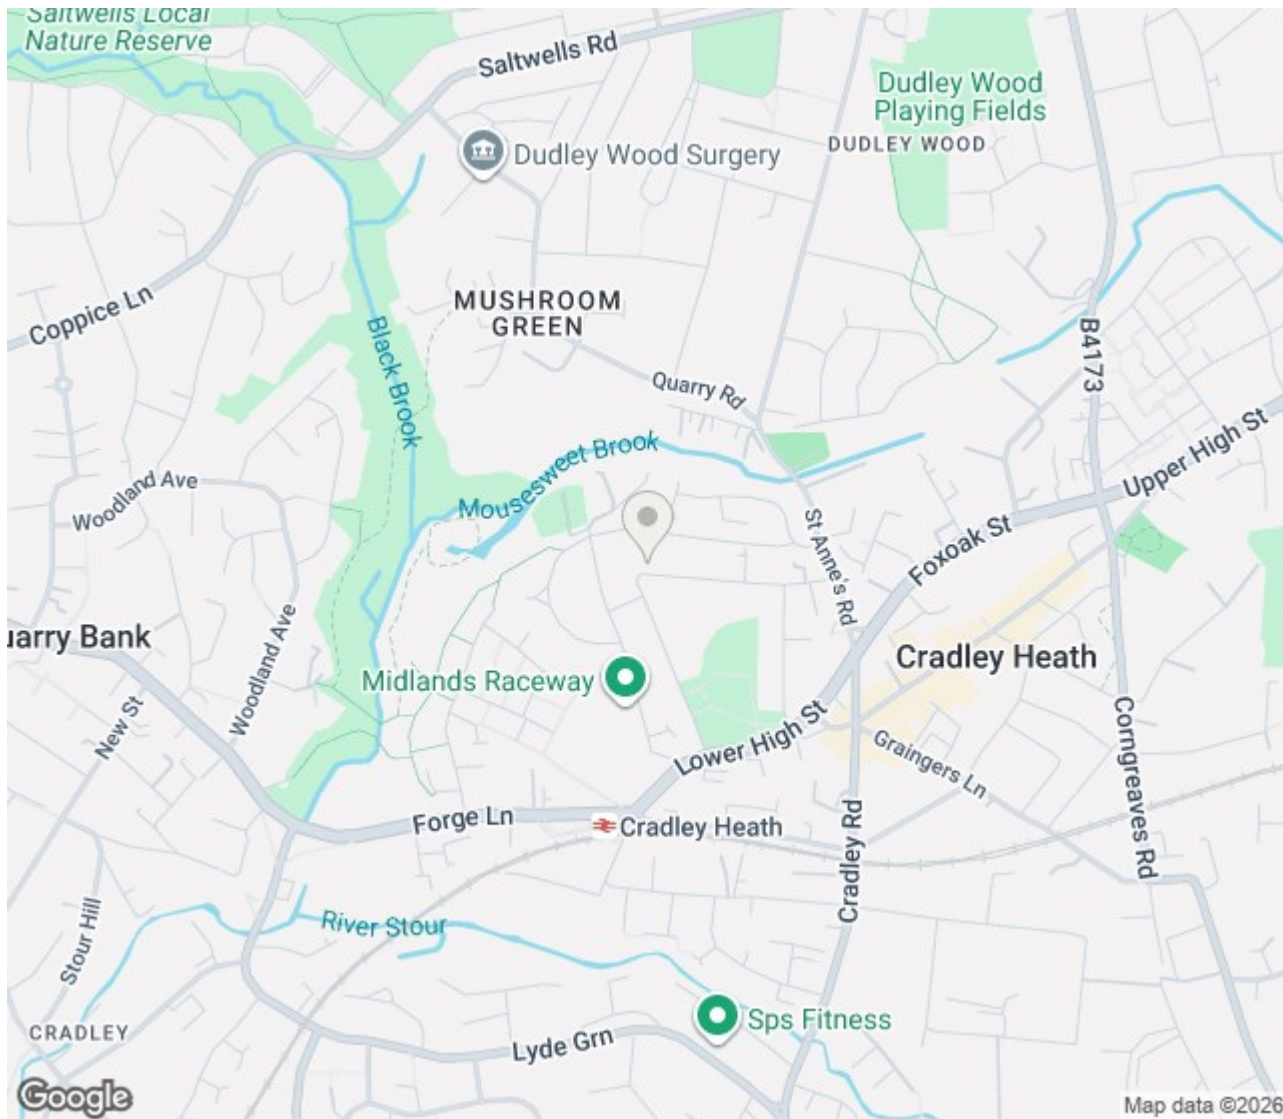 Saltwells Local
Nature Reserve
Saltwells Rd
Dudley Wood
Playing Fields
DUDLEY WOOD
Dudley Wood Surgery
Coppice Ln
MUSHROOM
GREEN
Black Brook
B4173
Quarry Rd
Upper High St
Mousesweet Brook
Woodland Ave
St Anne's Rd
Foxoak St
uarry Bank
Woodland Ave
Cradley Heath
Midlands Raceway
New St
Lower High St
Corngreaves Rd
Graingers Ln
Forge Ln
Cradley Heath
Cradley Rd
River Stour
Stour Hill
CRADLEY
Lyde Grn
Sps Fitness
Google
Map data ©2026